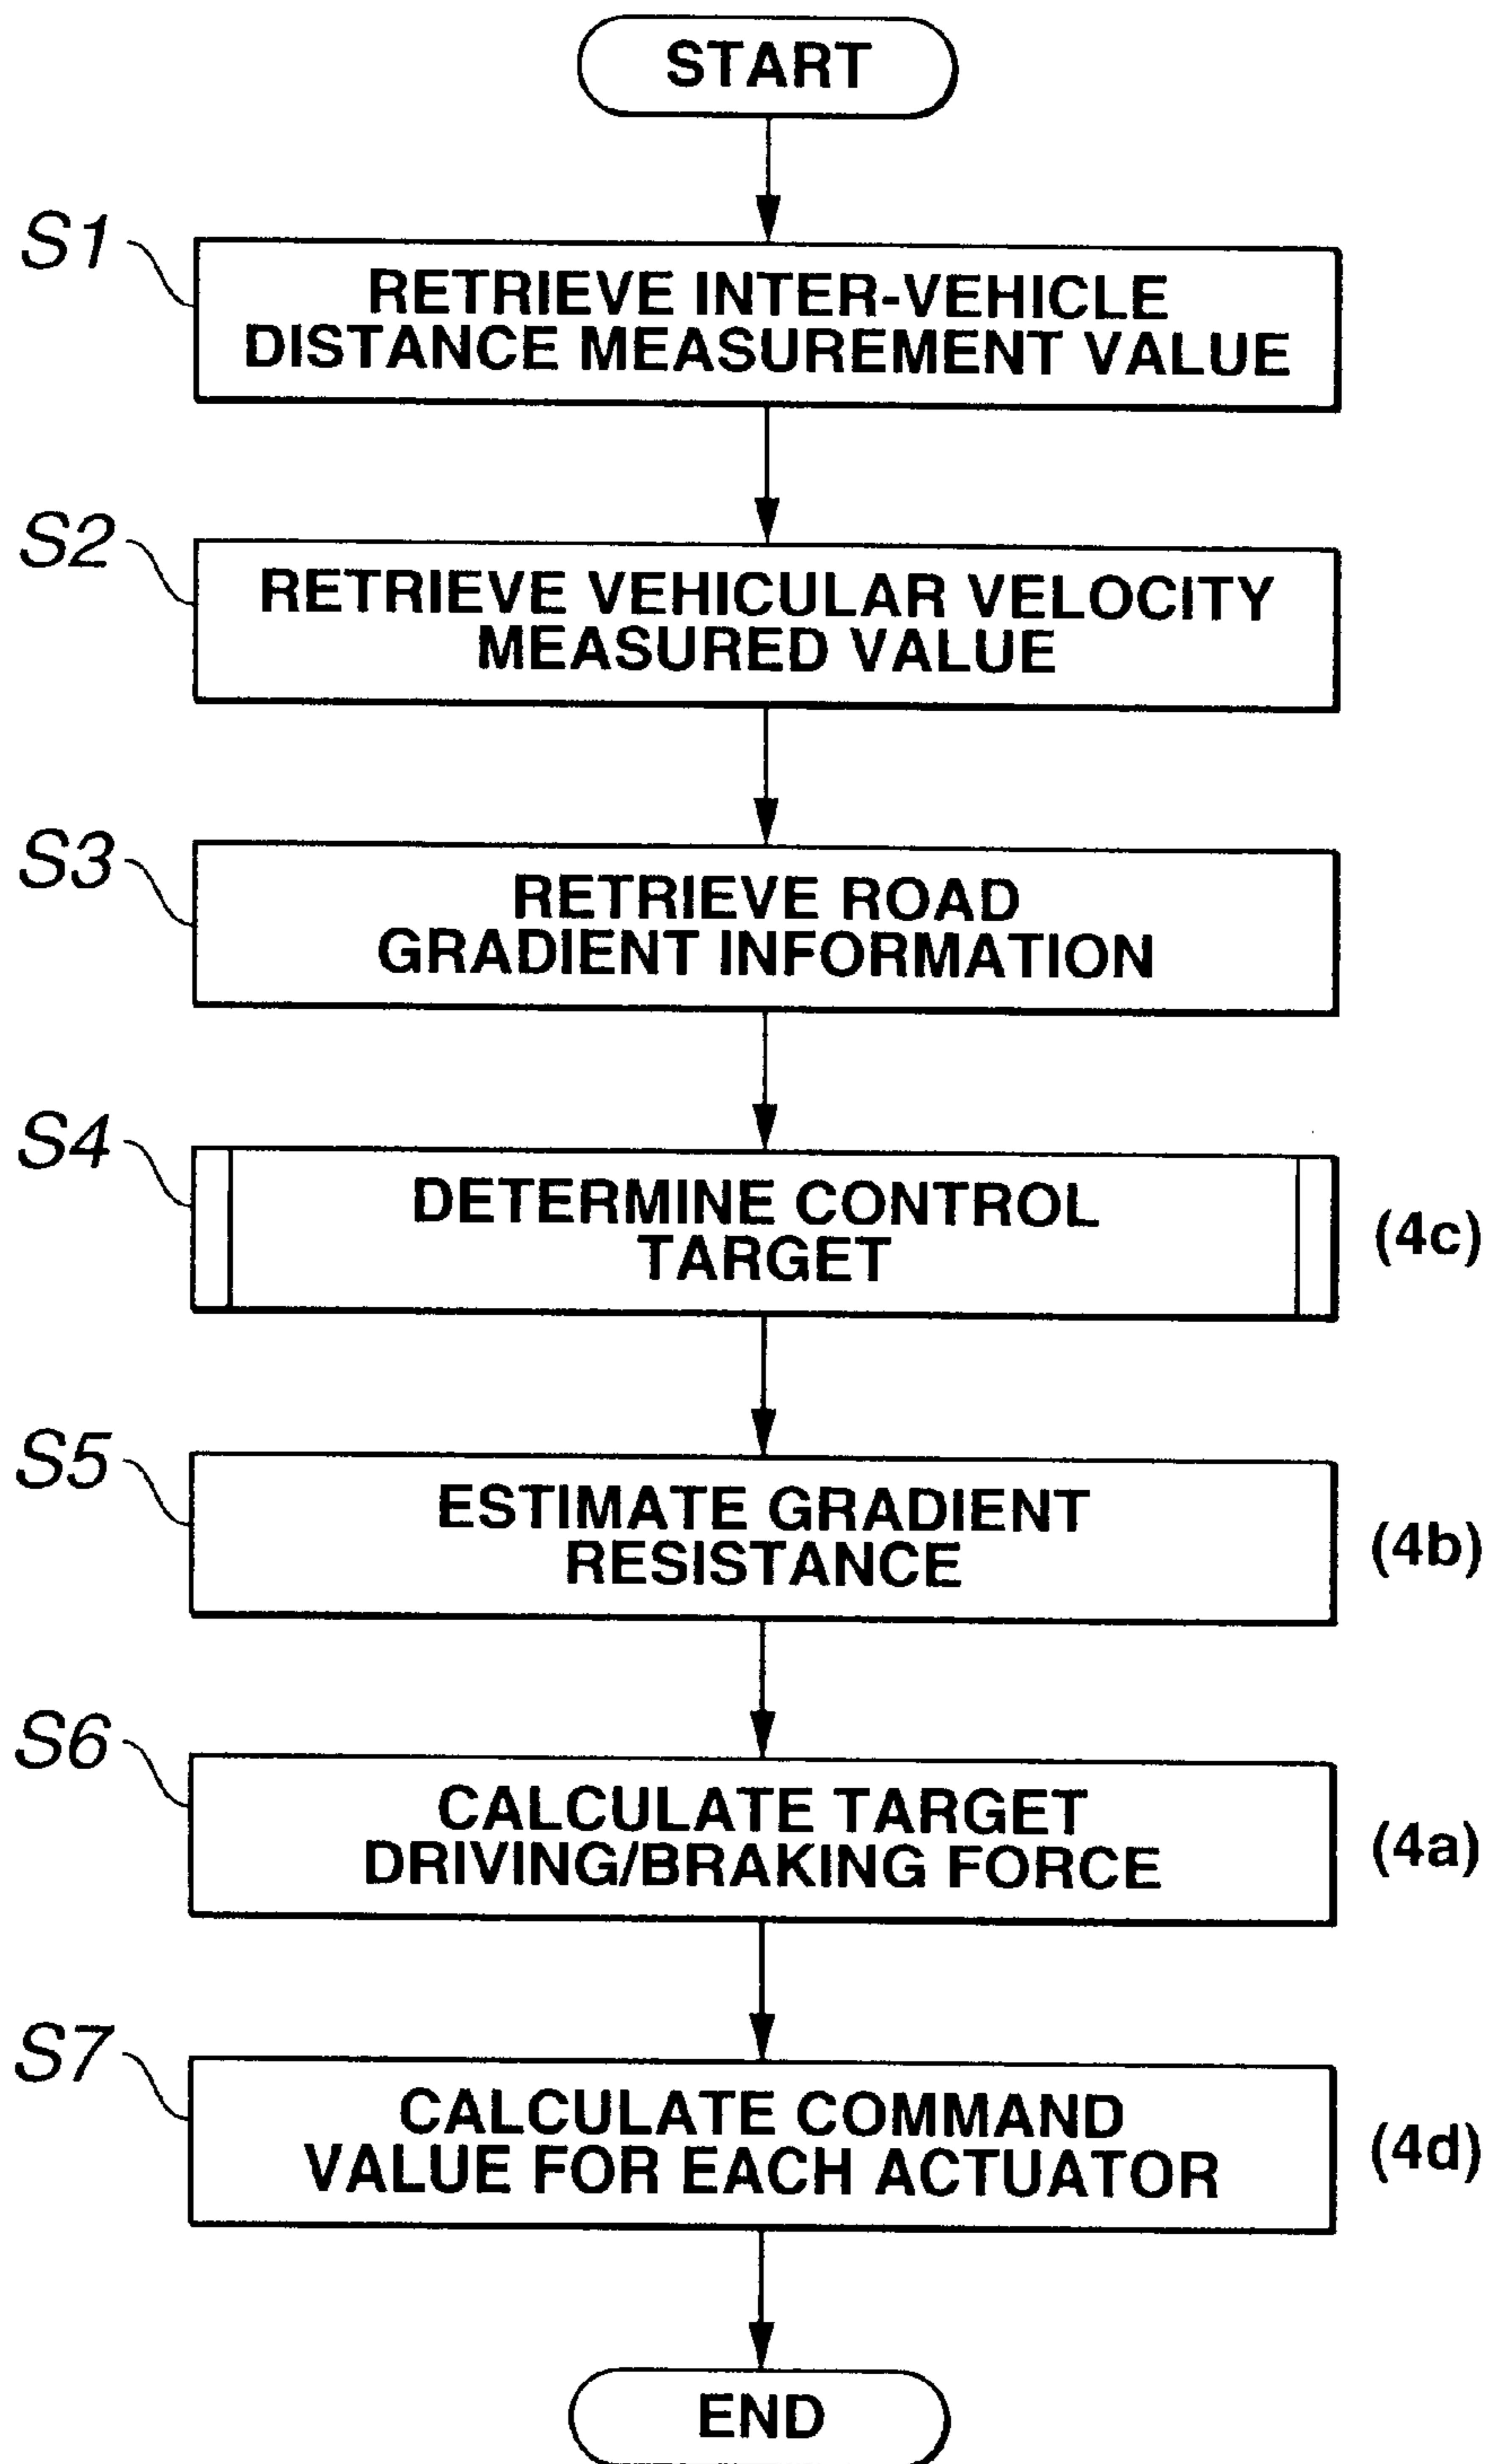 START
S1
RETRIEVE INTER-VEHICLE
DISTANCE MEASUREMENT VALUE
S2
RETRIEVE VEHICULAR VELOCITY
MEASURED VALUE
S3
RETRIEVE ROAD
GRADIENT INFORMATION
S4
DETERMINE CONTROL
TARGET
(4c)
S5
ESTIMATE GRADIENT
RESISTANCE
(4b)
S6
CALCULATE TARGET
DRIVING/BRAKING FORCE
(4a)
S7
CALCULATE COMMAND
VALUE FOR EACH ACTUATOR
(4d)
END